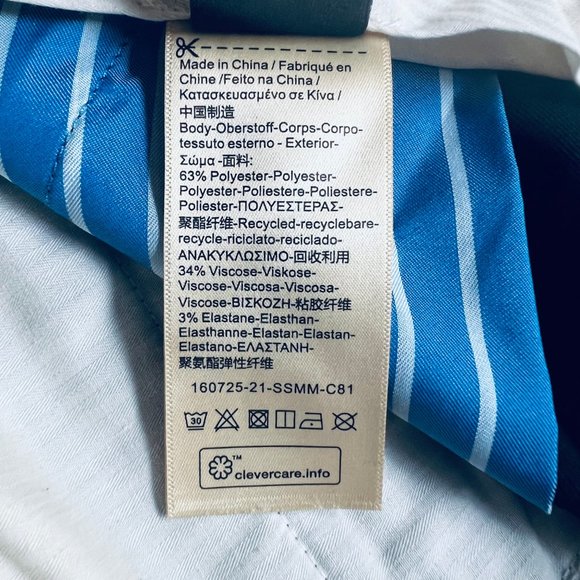 Made in China / Fabriqué en
Chine /Feito na China /
Κατασκευασμένο σε Κίνα /
中国制造
Body-Oberstoff-Corps-Corpo-
tessuto esterno - Exterior-
Σώμα -面料:
63% Polyester-Polyester-
Polyester-Poliestere-Poliestere-
Poliester-ΠΟΛΥΕΣΤΕΡΑΣ-
聚酯纤维-Recycled-recyclebare-
recycle-riciclato-reciclado-
ΑΝΑΚΥΚΛΩΣΙΜΟ-回收利用
34% Viscose-Viskose-
Viscose-Viscosa-Viscosa-
Viscose-ΒΙΣΚΟΖΗ-粘胶纤维
3% Elastane-Elasthan-
Elasthanne-Elastan-Elastan-
Elastano-ΕΛΑΣΤΑΝΗ-
聚氨酯弹性纤维
160725-21-SSMM-C81
30
™
clevercare.info